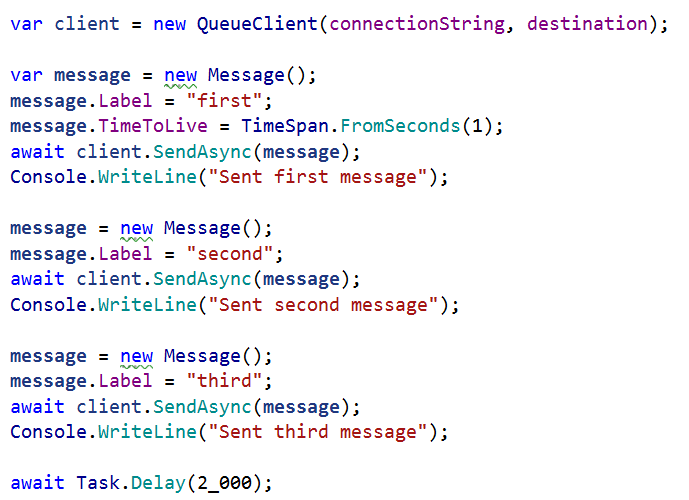 var client = new QueueClient(connectionString, destination);
var message = new Message();
message.Label = "first";
message.TimeToLive = TimeSpan.FromSeconds(1);
await client.SendAsync(message);
Console.WriteLine("Sent first message");
message = new Message();
message.Label = "second";
await client.SendAsync(message);
Console.WriteLine("Sent second message");
message = new Message();
message.Label = "third";
await client.SendAsync(message);
Console.WriteLine("Sent third message");
await Task.Delay(2_000);